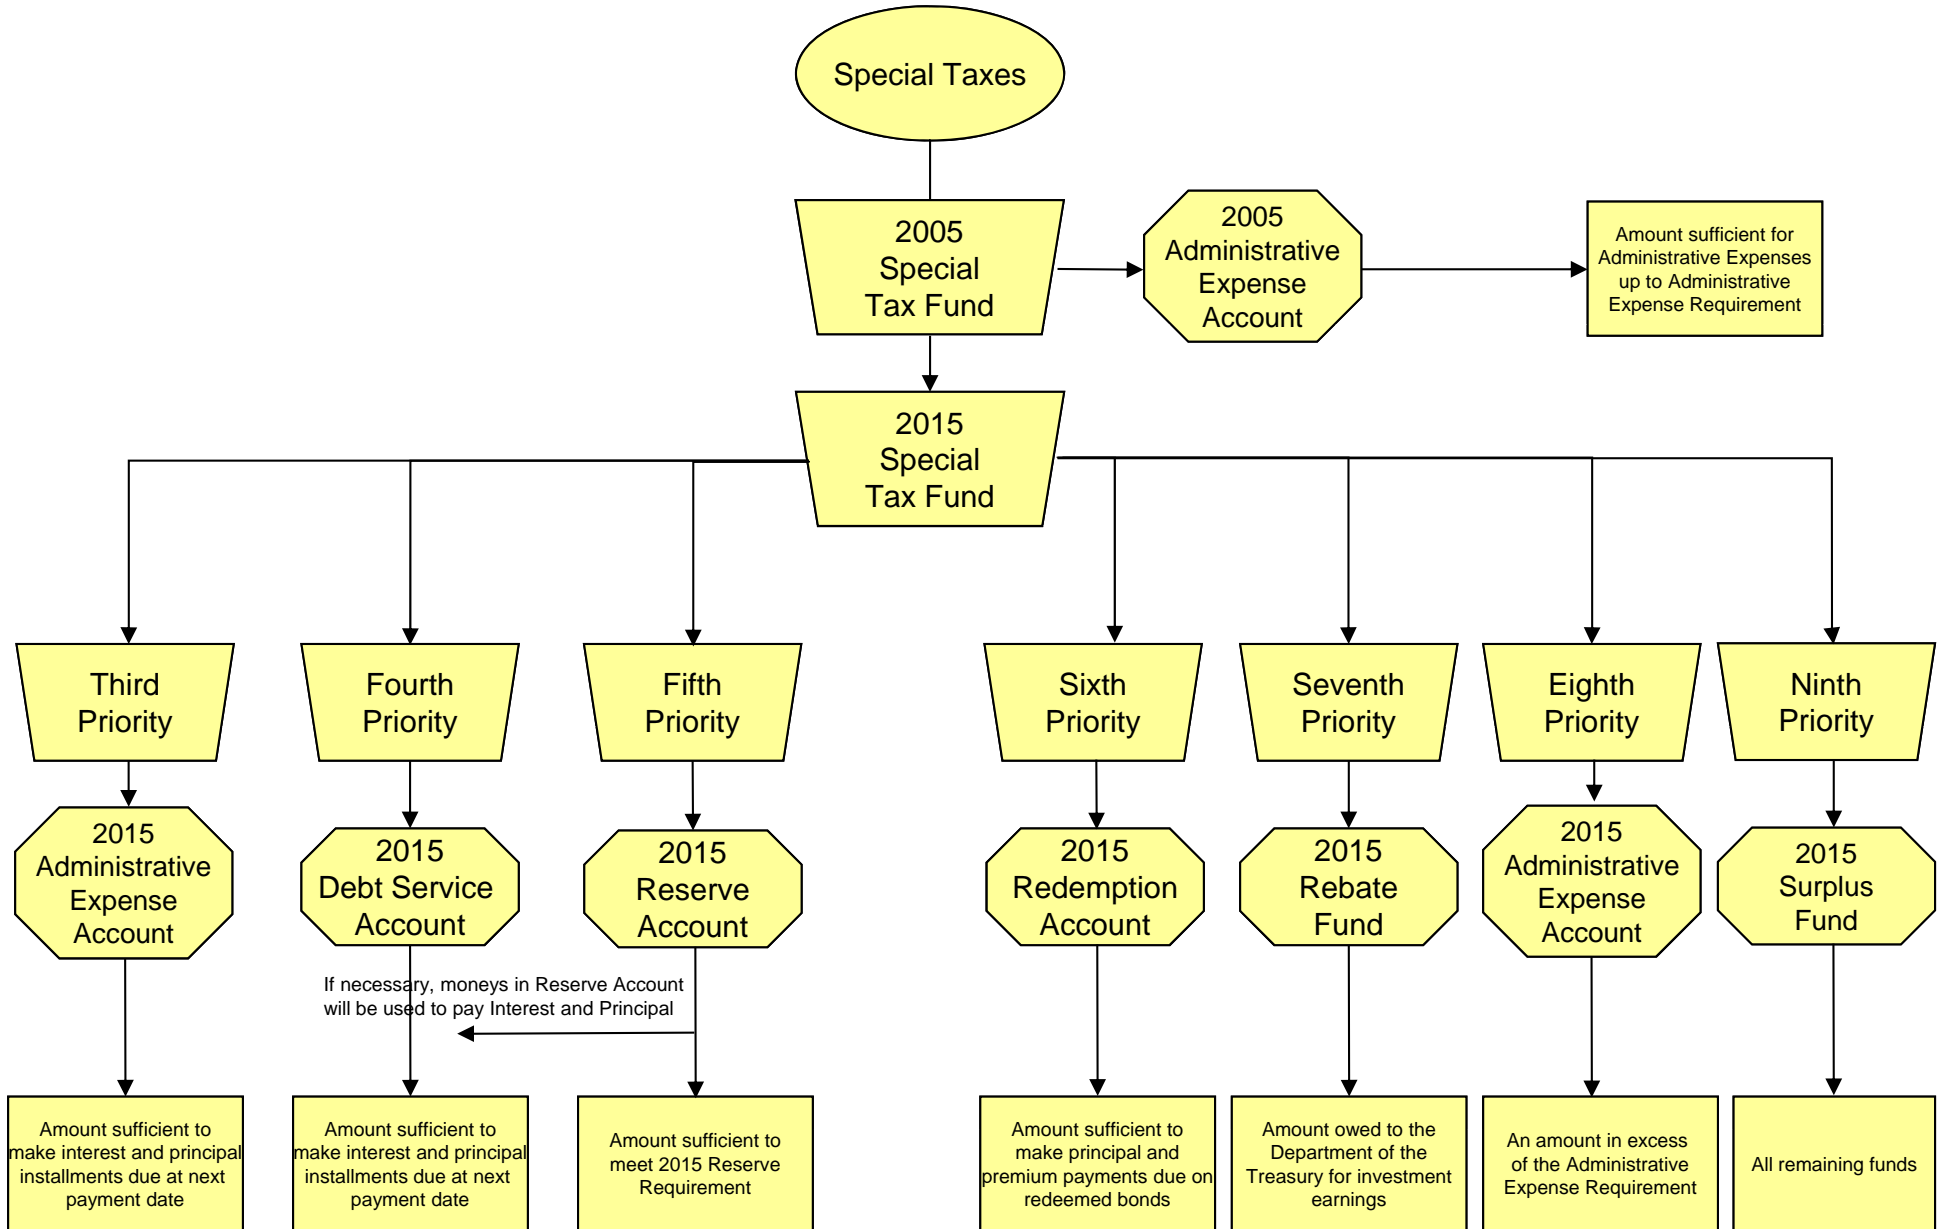 Special Taxes
2005
Special
Tax Fund
2005
Administrative
Expense
Account
Amount sufficient for
Administrative Expenses
up to Administrative
Expense Requirement
2015
Special
Tax Fund
Third
Priority
Fourth
Priority
Fifth
Priority
Sixth
Priority
Seventh
Priority
Eighth
Priority
Ninth
Priority
2015
Administrative
Expense
Account
2015
Debt Service
Account
2015
Reserve
Account
2015
Redemption
Account
2015
Rebate
Fund
2015
Administrative
Expense
Account
2015
Surplus
Fund
If necessary, moneys in Reserve Account
will be used to pay Interest and Principal
Amount sufficient to
make interest and principal
installments due at next
payment date
Amount sufficient to
make interest and principal
installments due at next
payment date
Amount sufficient to
meet 2015 Reserve
Requirement
Amount sufficient to
make principal and
premium payments due on
redeemed bonds
Amount owed to the
Department of the
Treasury for investment
earnings
An amount in excess
of the Administrative
Expense Requirement
All remaining funds